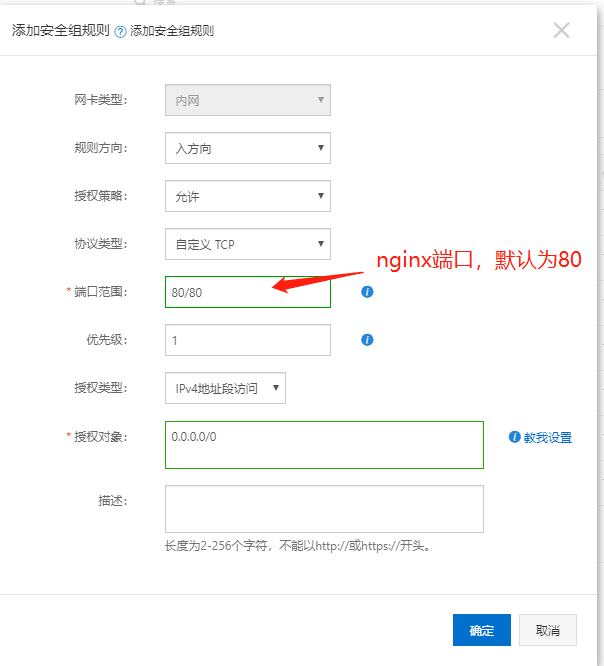 添加安全组规则 ? 添加安全组规则
网卡类型： 内网
规则方向： 入方向
授权策略： 允许
协议类型： 自定义 TCP
nginx端口，默认为80
* 端口范围： 80/80 i
优先级： 1 i
授权类型： IPv4地址段访问
* 授权对象： 0.0.0.0/0 i 教我设置
描述：
长度为2-256个字符，不能以http://或https://开头。
确定 取消